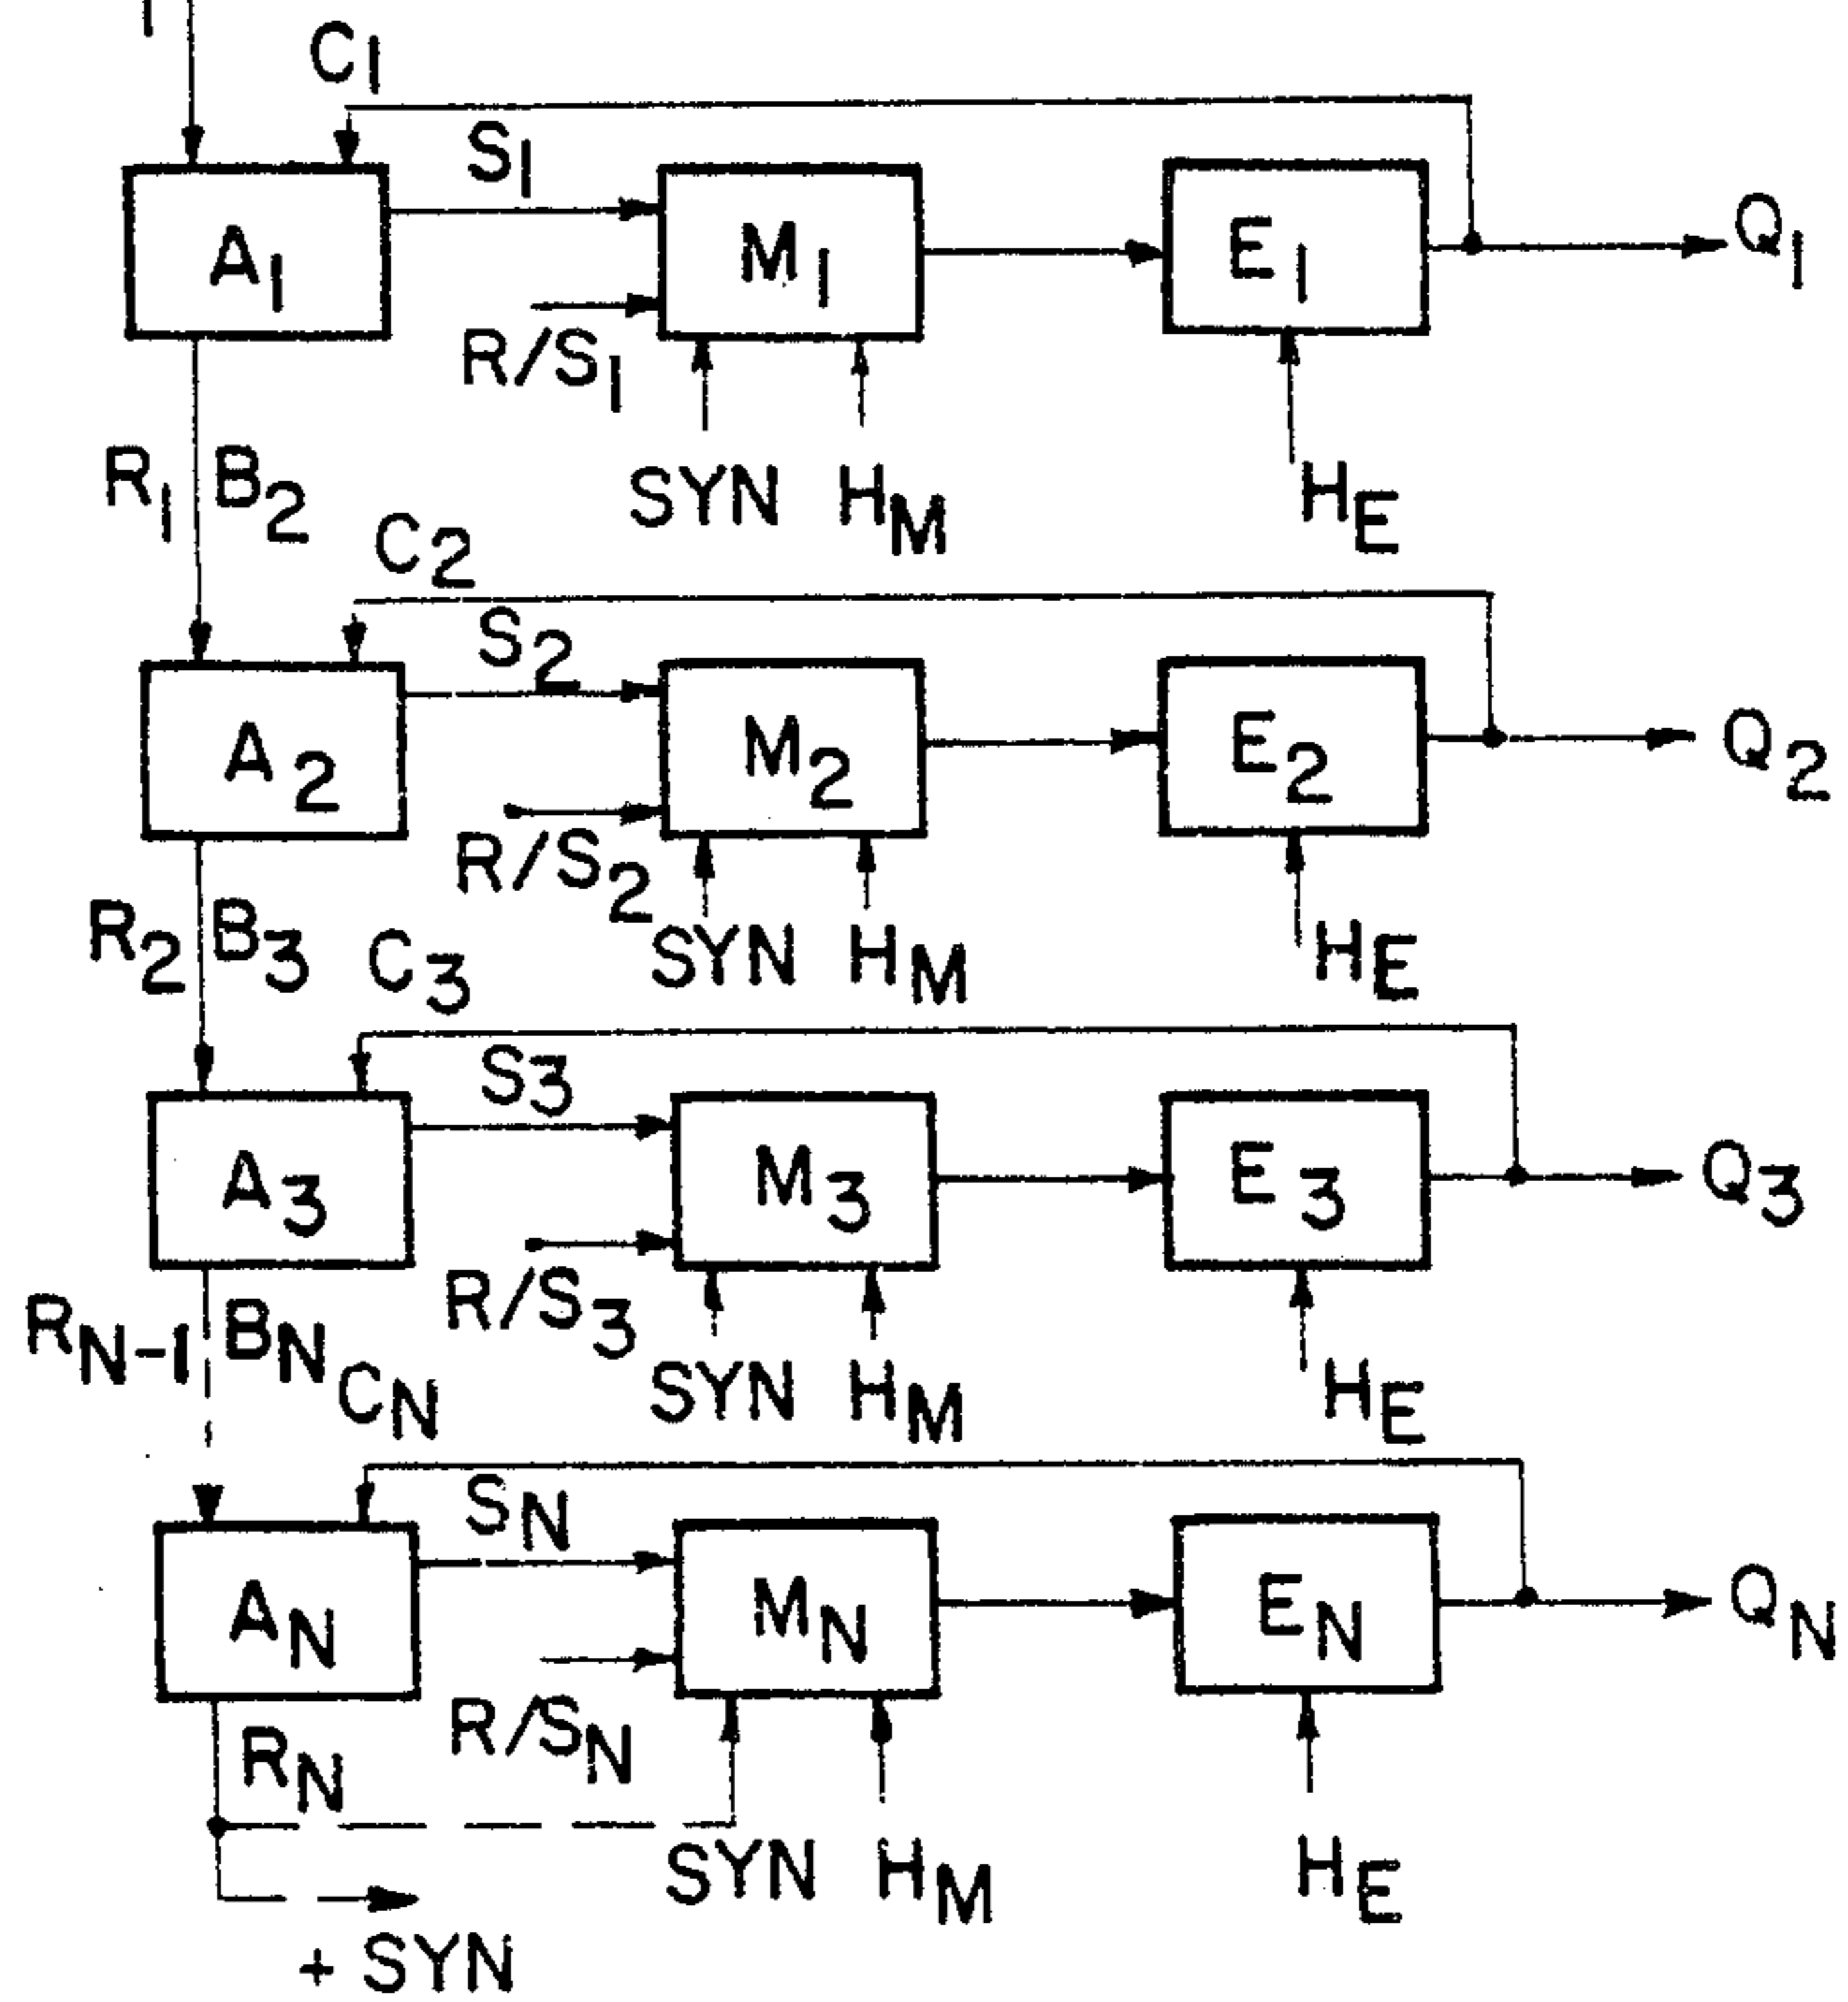 C1
S1
A1 M1 E1 Q1
R/S1
R1 B2 SYN HM HE
C2
S2
A2 M2 E2 Q2
R/S2
R2 B3 C3 SYN HM HE
S3
A3 M3 E3 Q3
R/S3
RN-1 BN CN SYN HM HE
SN
AN MN EN QN
R/SN
RN
SYN HM HE
+ SYN